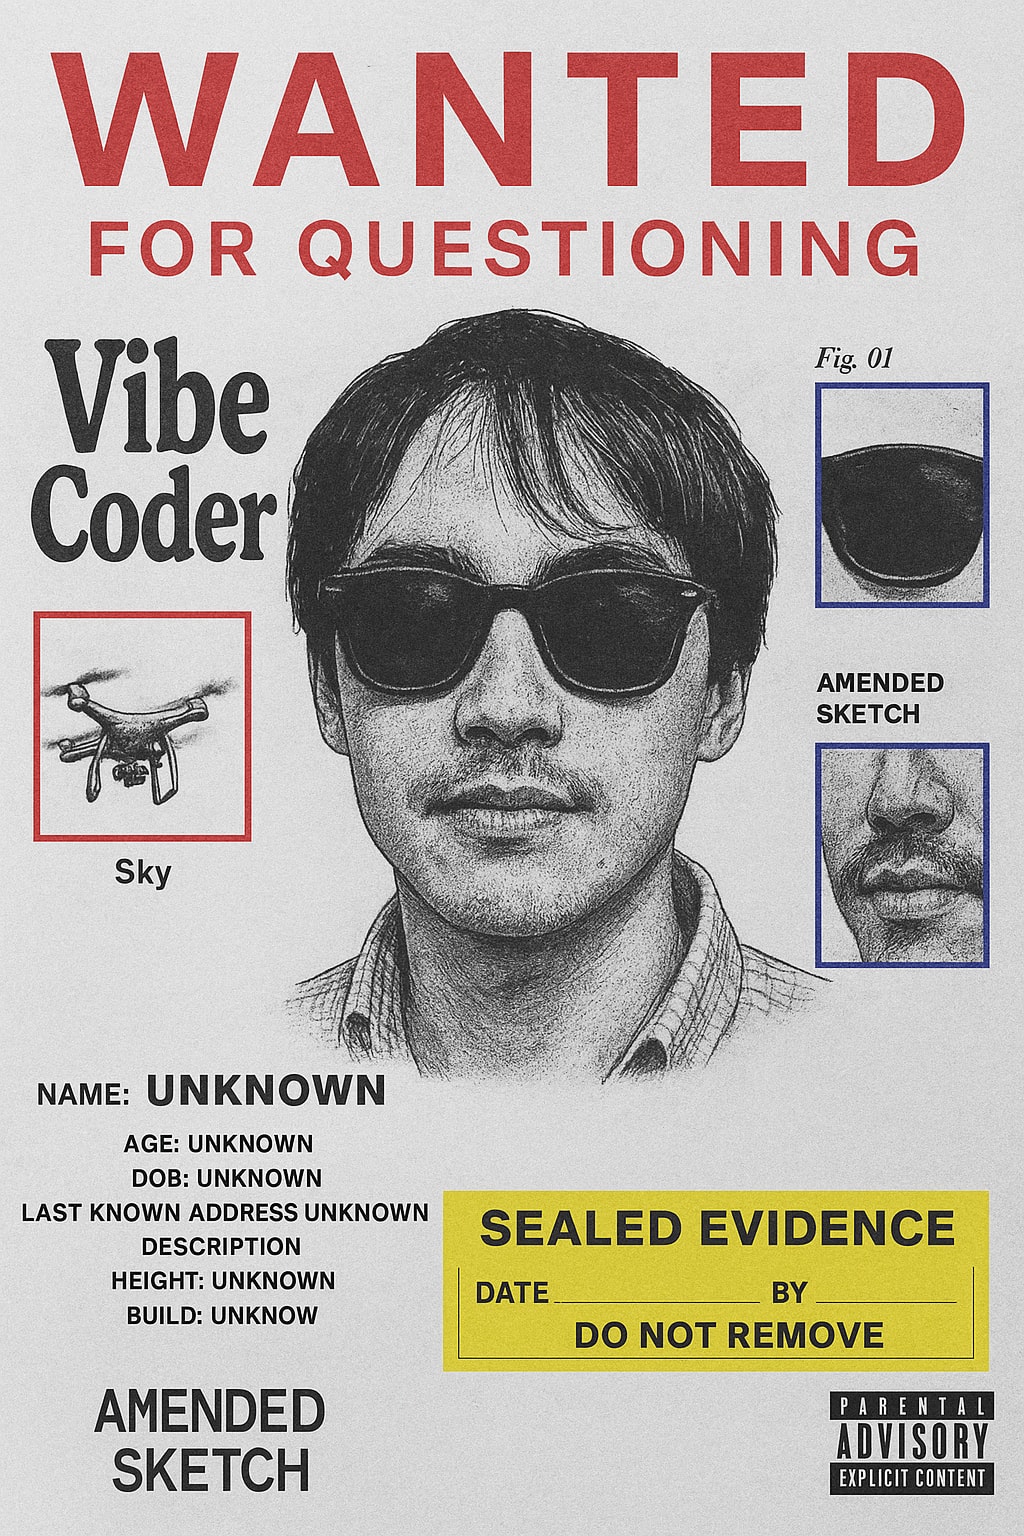 WANTED
FOR QUESTIONING
Vibe
Coder
Fig. 01
Sky
AMENDED
SKETCH
NAME: UNKNOWN
AGE: UNKNOWN
DOB: UNKNOWN
LAST KNOWN ADDRESS UNKNOWN
DESCRIPTION
HEIGHT: UNKNOWN
BUILD: UNKNOW
SEALED EVIDENCE
DATE BY
DO NOT REMOVE
AMENDED
SKETCH
PARENTAL
ADVISORY
EXPLICIT CONTENT